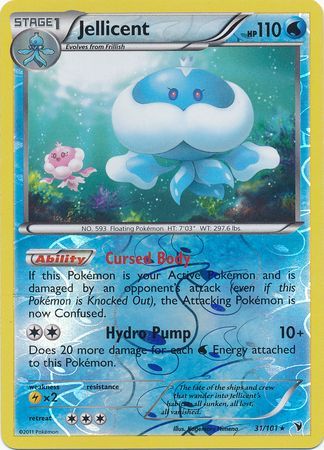 STAGE1
Jellicent
HP110
Evolves from Frillish
NO. 593 Floating Pokémon HT: 7'03" WT: 297.6 lbs.
Ability Cursed Body
If this Pokémon is your Active Pokémon and is
damaged by an opponent's attack (even if this
Pokémon is Knocked Out), the Attacking Pokémon is
now Confused.
Hydro Pump 10+
Does 20 more damage for each Energy attached
to this Pokémon.
weakness resistance
×2
retreat
The fate of the ships and crew
that wander into Jellicent's
habitat: all sunken, all lost,
all vanished.
©2011 Pokémon
Illus. Kagemaru Himeno
31/101 ★